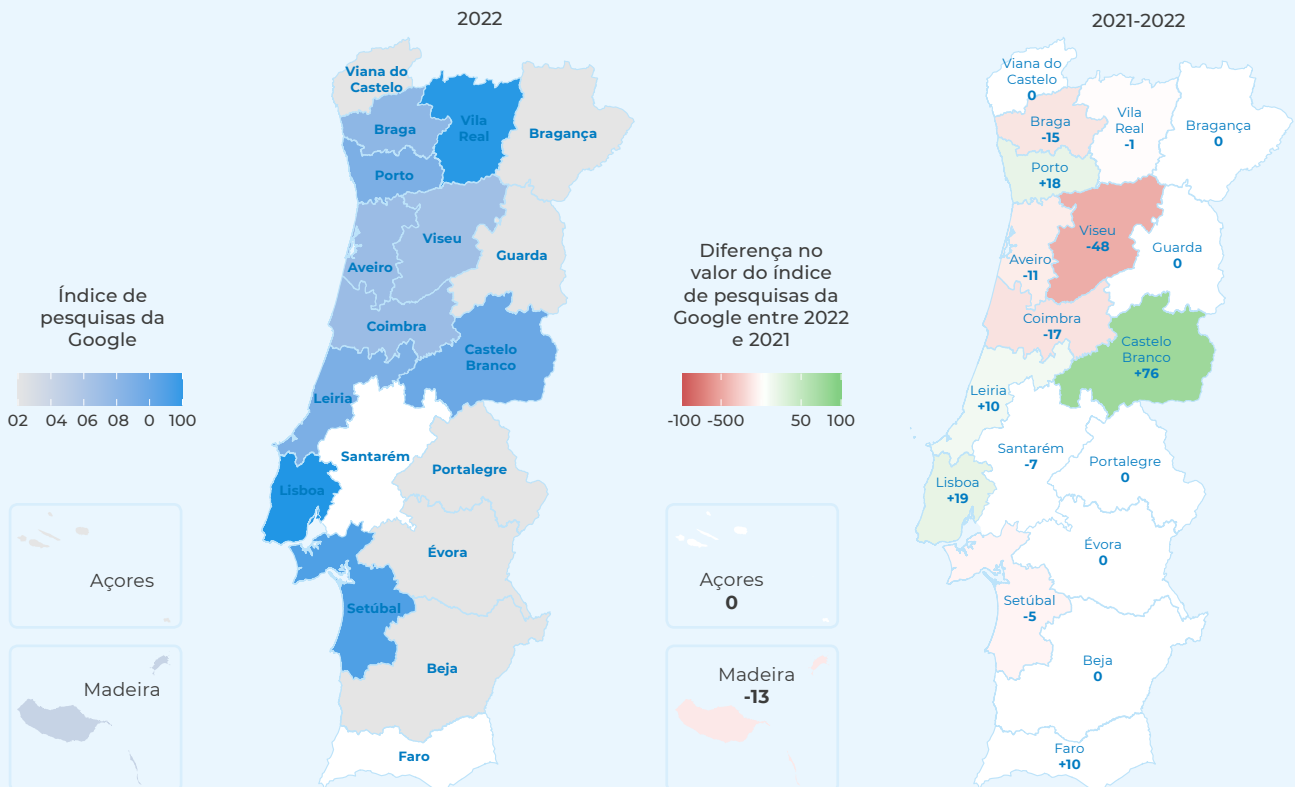 2022
Viana do
Castelo
Braga
Vila
Real
Bragança
Porto
Viseu
Guarda
Aveiro
Coimbra
Castelo
Branco
Leiria
Santarém
Portalegre
Lisboa
Évora
Setúbal
Beja
Faro
Índice de
pesquisas da
Google
02 04 06 08 0 100
Açores
Madeira
2021-2022
Viana do
Castelo
0
Braga
-15
Vila
Real
-1
Bragança
0
Porto
+18
Viseu
-48
Guarda
0
Aveiro
-11
Coimbra
-17
Castelo
Branco
+76
Leiria
+10
Santarém
-7
Portalegre
0
Lisboa
+19
Évora
0
Setúbal
-5
Beja
0
Faro
+10
Diferença no
valor do índice
de pesquisas da
Google entre 2022
e 2021
-100 -500 50 100
Açores
0
Madeira
-13